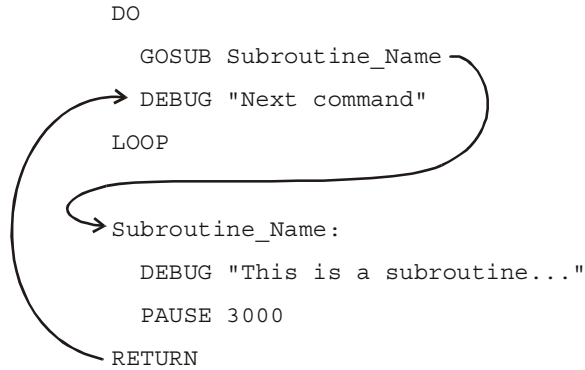 DO
GOSUB Subroutine_Name
DEBUG "Next command"
LOOP
Subroutine_Name:
DEBUG "This is a subroutine..."
PAUSE 3000
RETURN